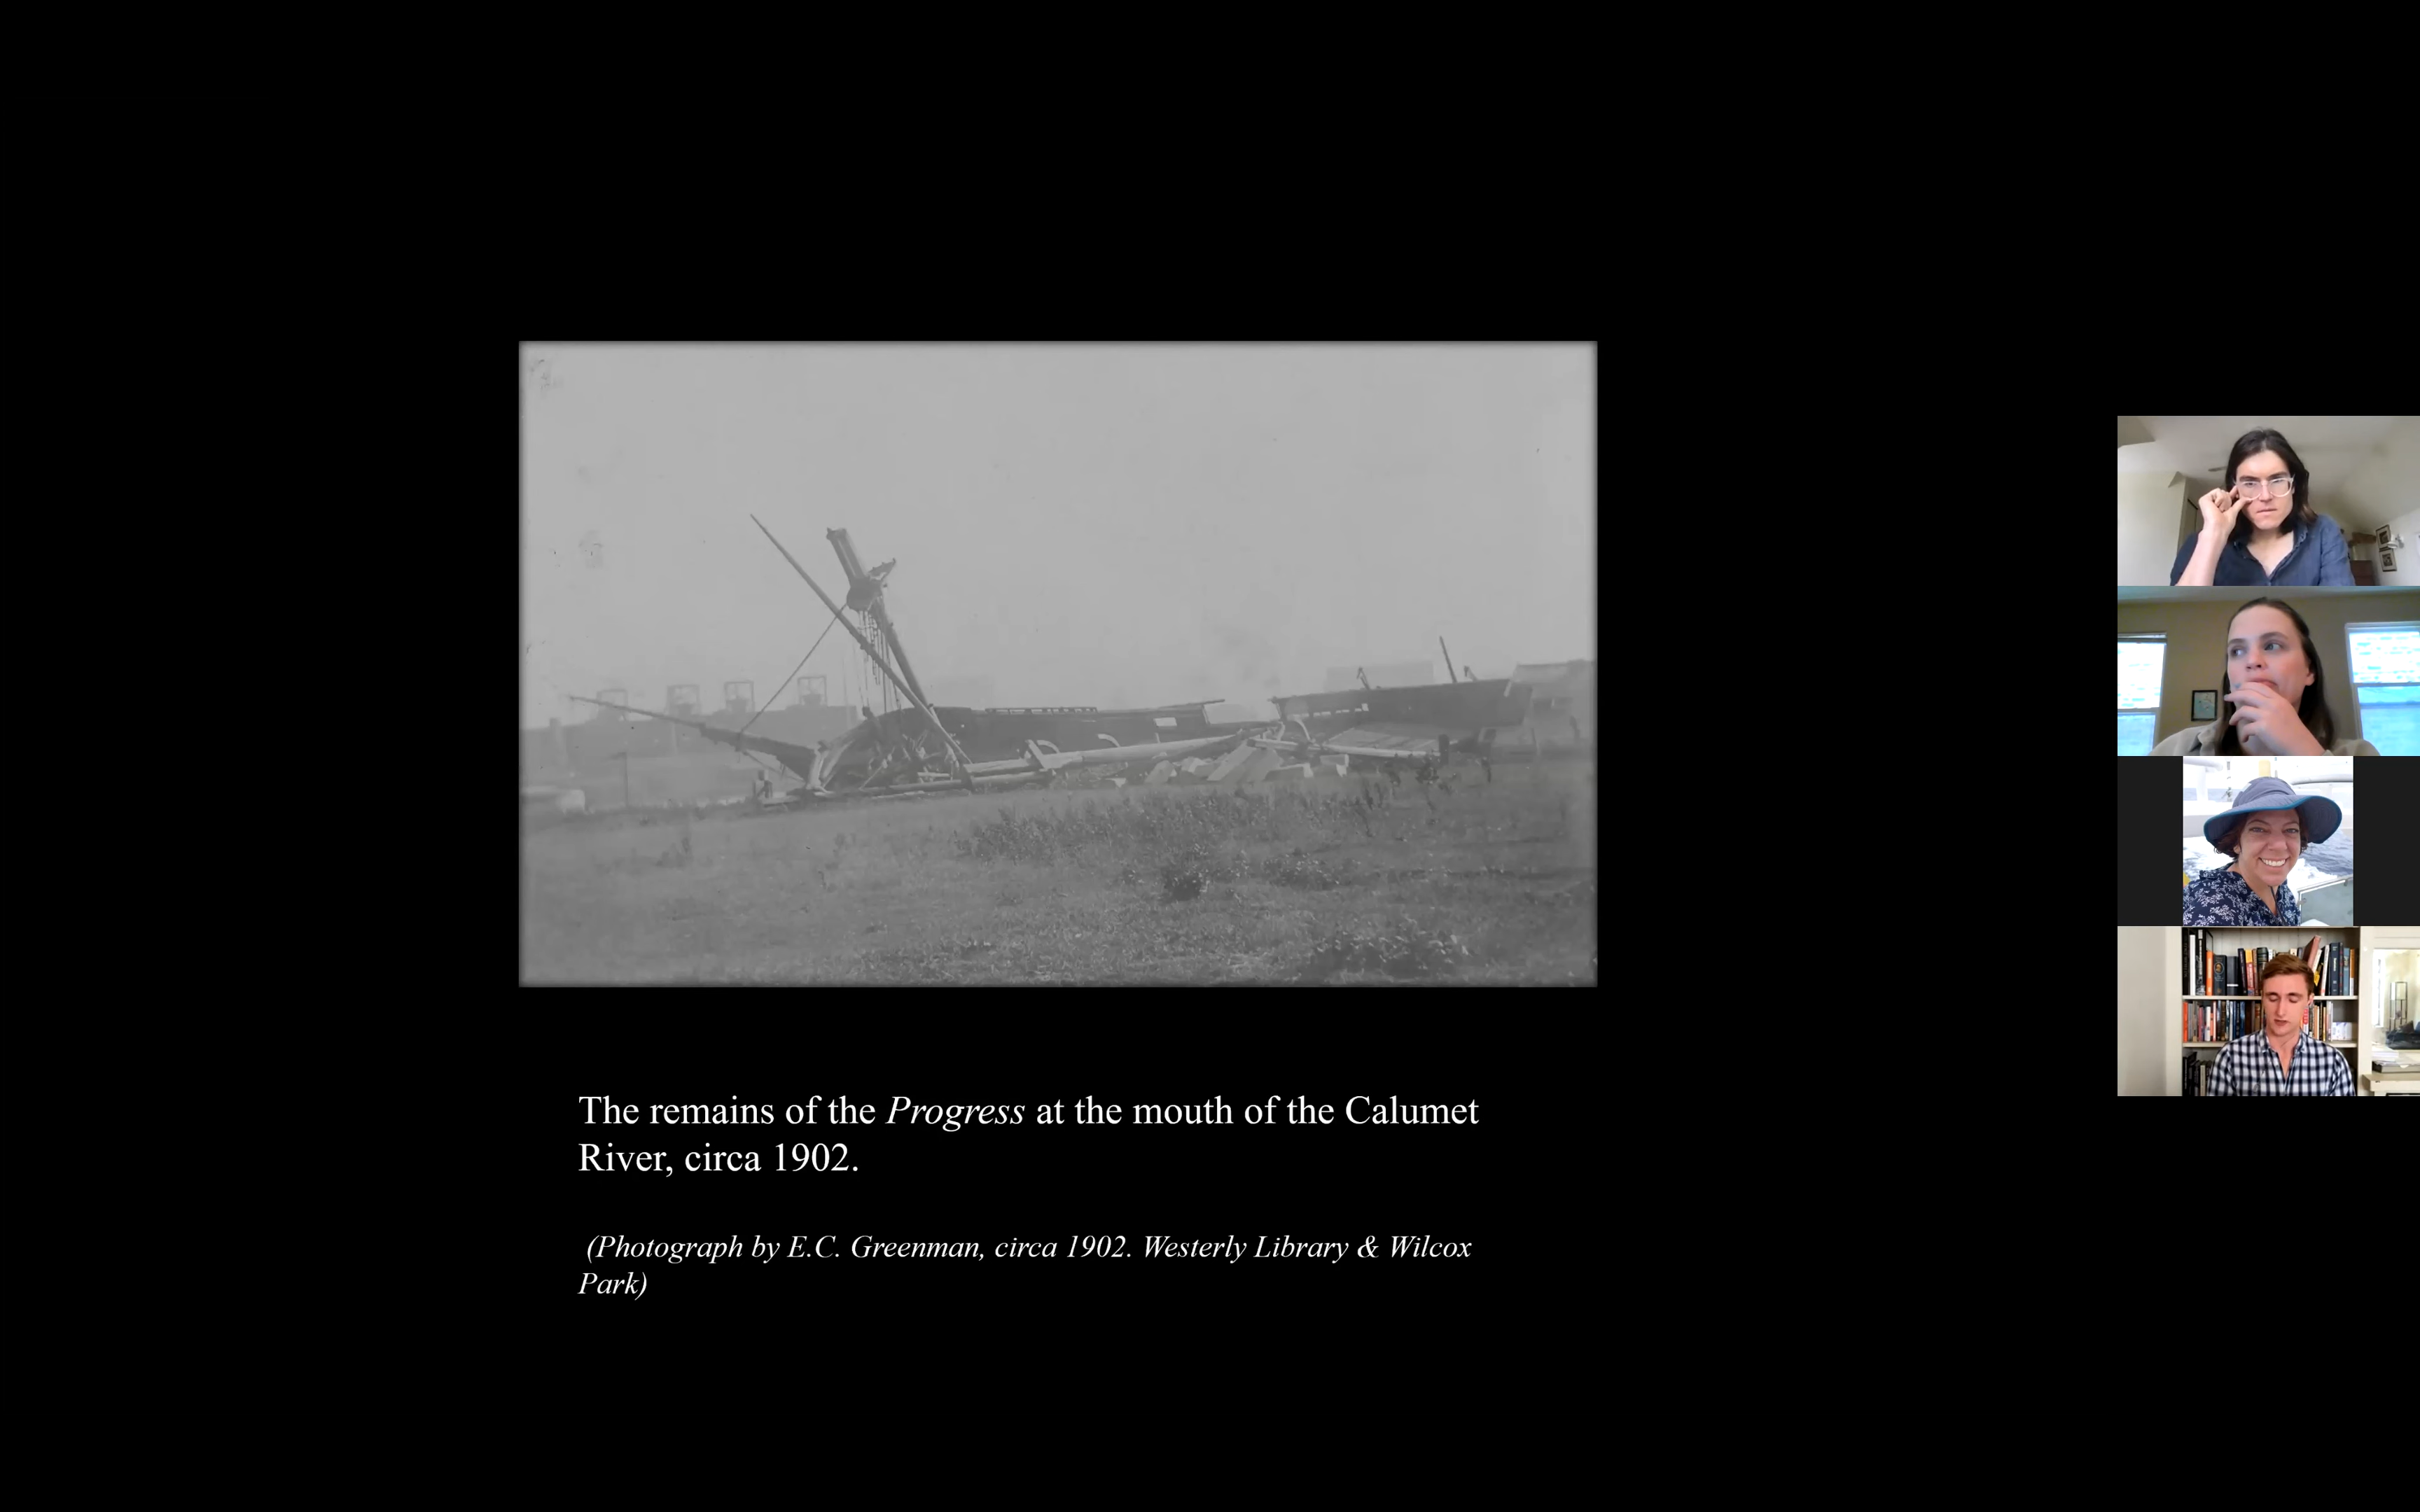 The remains of the Progress at the mouth of the Calumet
River, circa 1902.
(Photograph by E.C. Greenman, circa 1902. Westerly Library & Wilcox
Park)